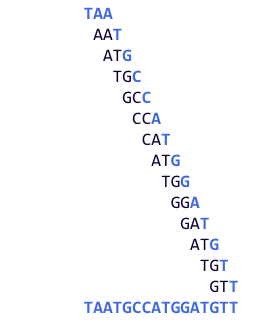 TAA
AAT
ATG
TGC
GCC
CCA
CAT
ATG
TGG
GGA
GAT
ATG
TGT
GTT
TAATGCCATGGATGTT